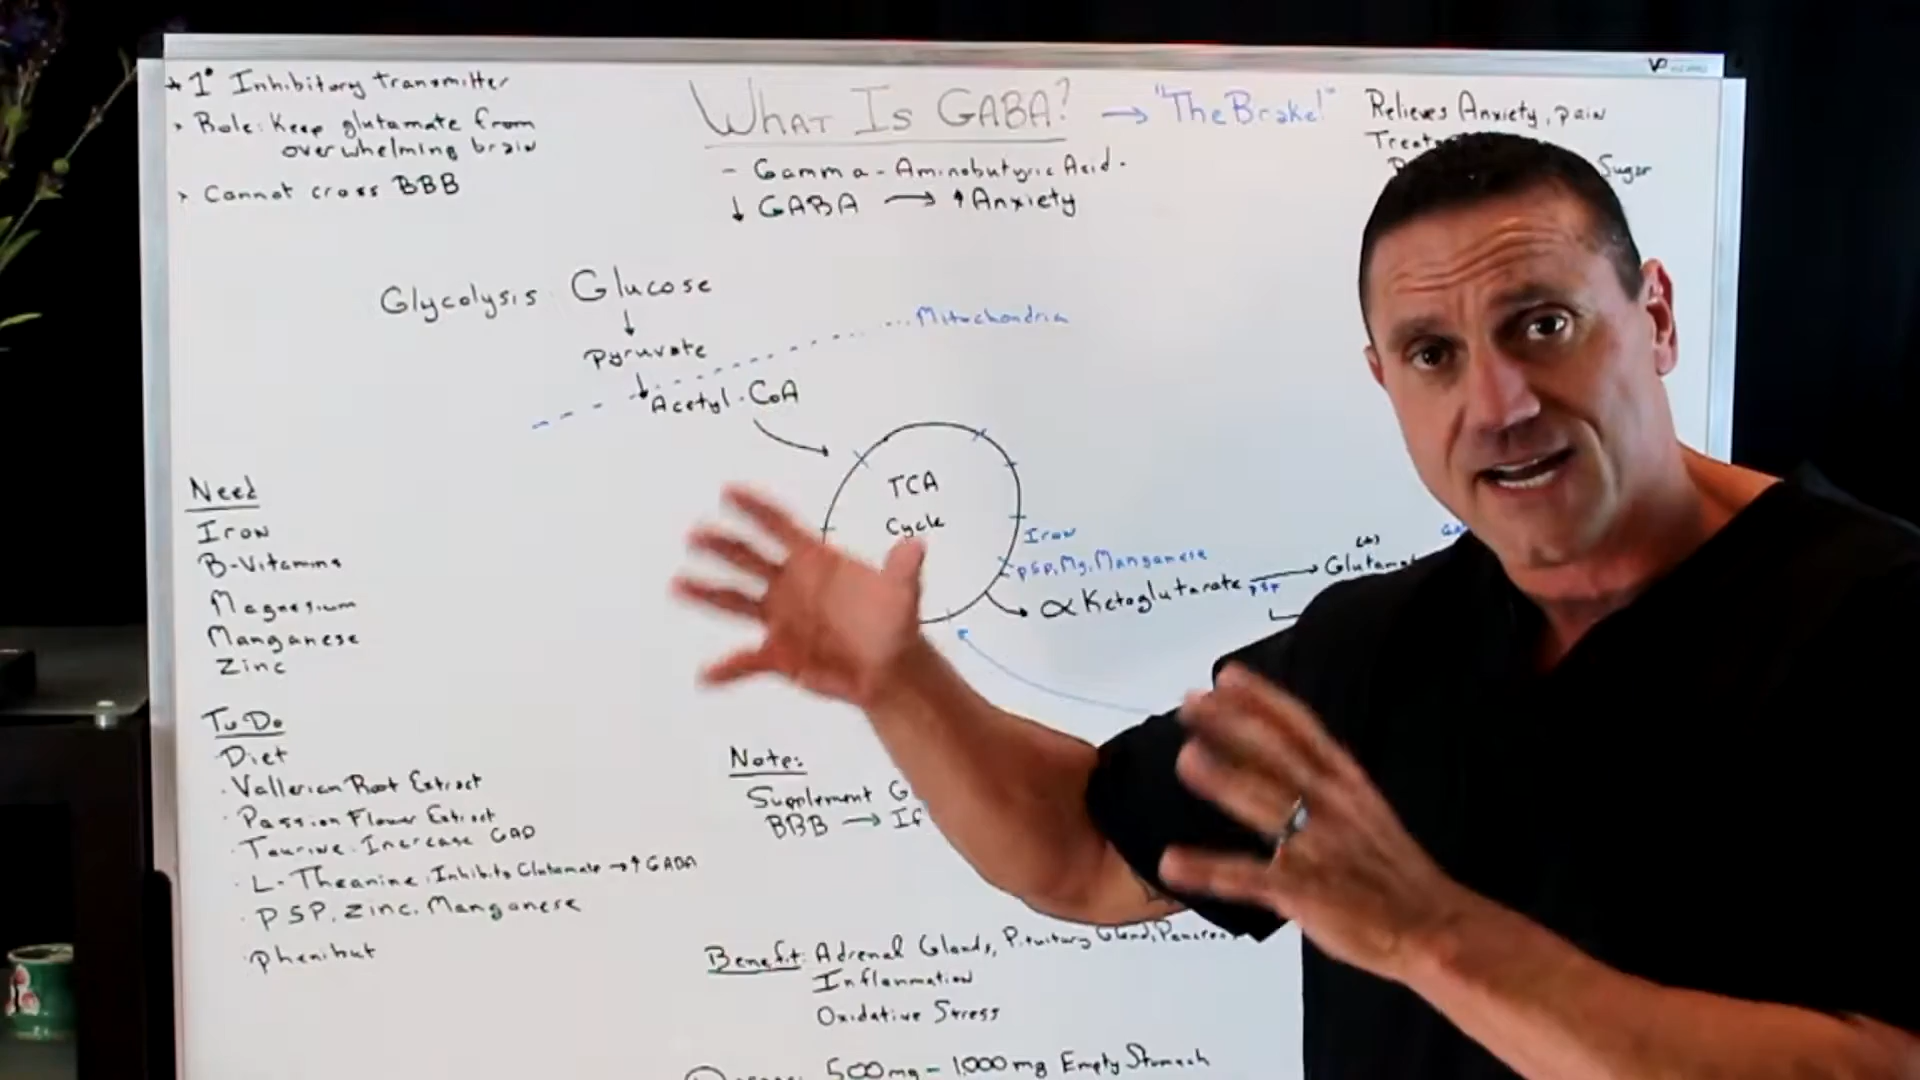 1° Inhibitory Transmitter
Role: Keep glutamate from
overwhelming brain
Cannot cross BBB
What Is GABA? → "The Brake!"
- Gamma-Aminobutyric Acid.
↓ GABA → ↑ Anxiety
Relieves Anxiety, pain
Sugar
Glycolysis: Glucose
↓
Pyruvate
↓
Acetyl-CoA
Mitochondria
TCA
Cycle
Iron
P5P, Mg, Manganese
α Ketoglutarate
P5P
(+)
Need
Iron
B-Vitamins
Magnesium
Manganese
Zinc
To Do
Diet
Vallerian Root Extract
Passion Flower Extract
Taurine: Increase GAD
L-Theanine: Inhibits Glutamate → ↑ GABA
P5P, Zinc, Manganese
Phenibut
Note:
Supplement
BBB → If
Benefit: Adrenal Glands, Pituitary Gland, Pancreas
Inflammation
Oxidative Stress
500mg - 1,000mg Empty Stomach